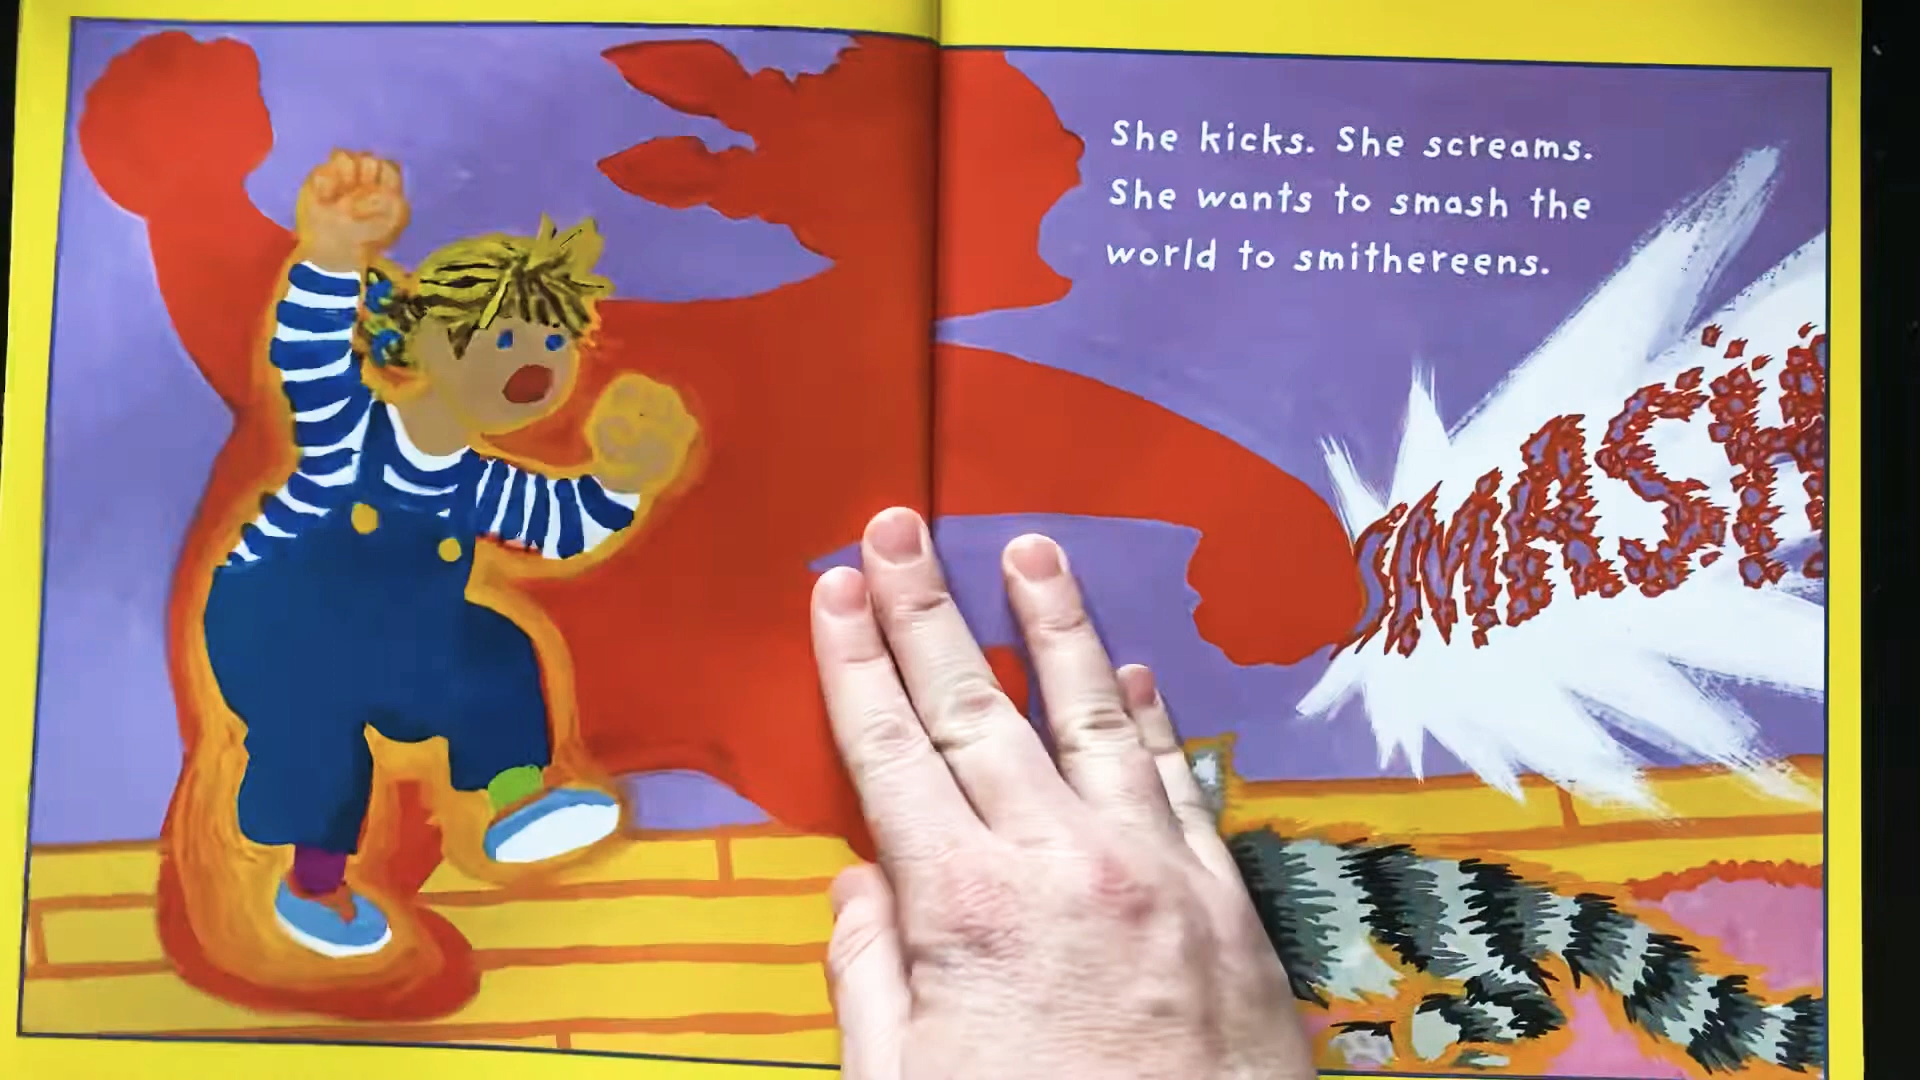 She kicks. She screams.
She wants to smash the
world to smithereens.
SMASH